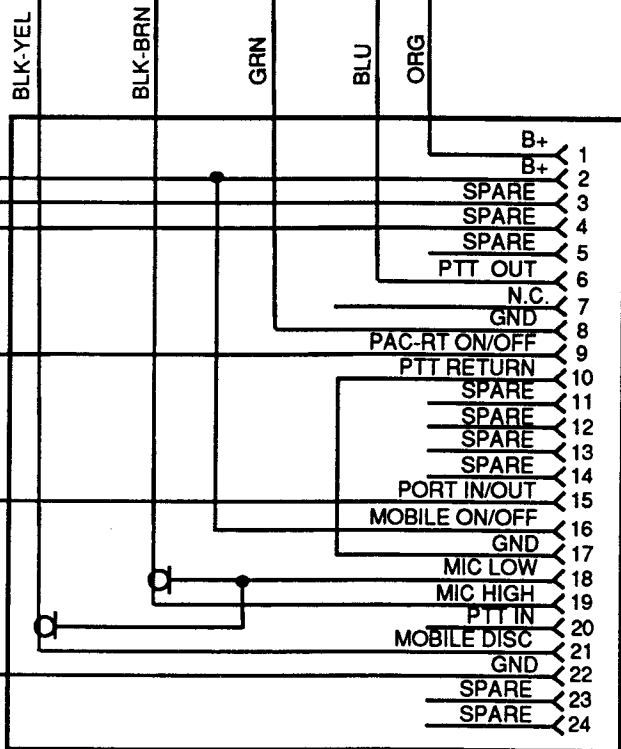 BLK-YEL
BLK-BRN
GRN
BLU
ORG
B+ 1
B+ 2
SPARE 3
SPARE 4
SPARE 5
PTT OUT 6
N.C. 7
GND 8
PAC-RT ON/OFF 9
PTT RETURN 10
SPARE 11
SPARE 12
SPARE 13
SPARE 14
PORT IN/OUT 15
MOBILE ON/OFF 16
GND 17
MIC LOW 18
MIC HIGH 19
PTT IN 20
MOBILE DISC 21
GND 22
SPARE 23
SPARE 24